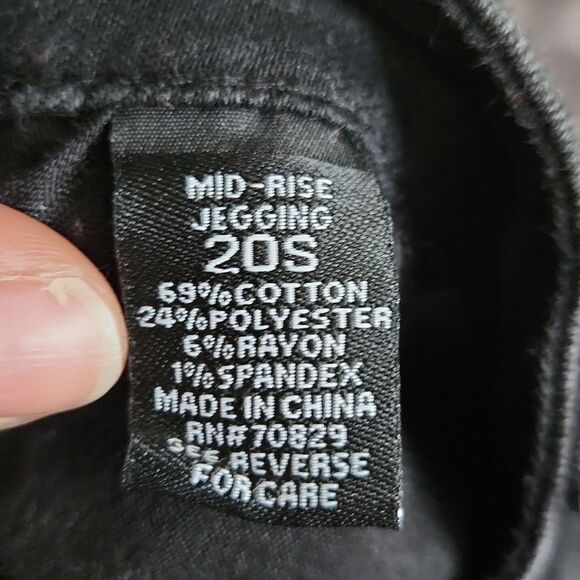 MID-RISE
JEGGING
20S
69%COTTON
24%POLYESTER
6%RAYON
1%SPANDEX
MADE IN CHINA
RN#70829
SEE REVERSE
FOR CARE